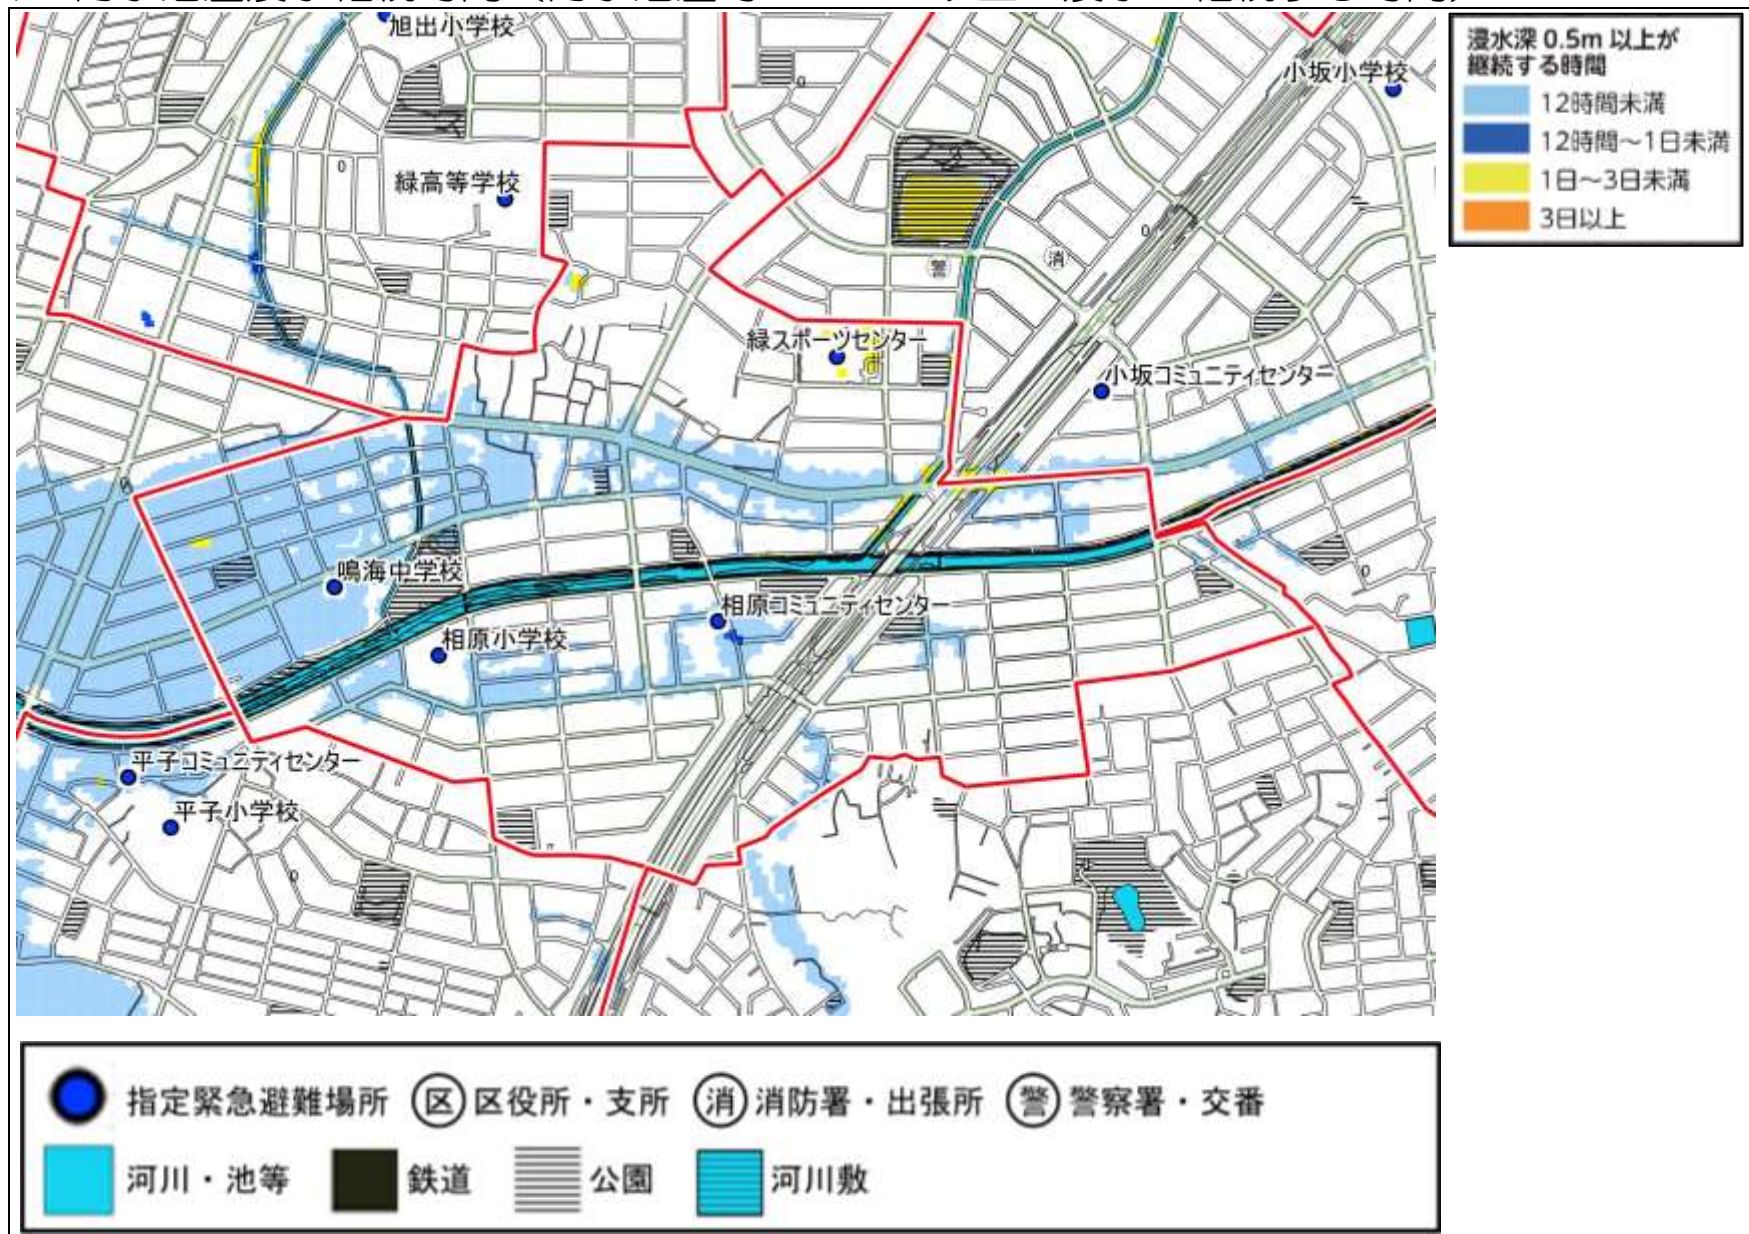 旭出小学校
小坂小学校
緑高等学校
警
消
緑スポーツセンター
小坂コミュニティセンター
鳴海中学校
相原コミュニティセンター
相原小学校
平子コミュニティセンター
平子小学校
浸水深 0.5m 以上が
継続する時間
12時間未満
12時間～1日未満
1日～3日未満
3日以上
指定緊急避難場所 区 区役所・支所 消 消防署・出張所 警 警察署・交番
河川・池等 鉄道 公園 河川敷